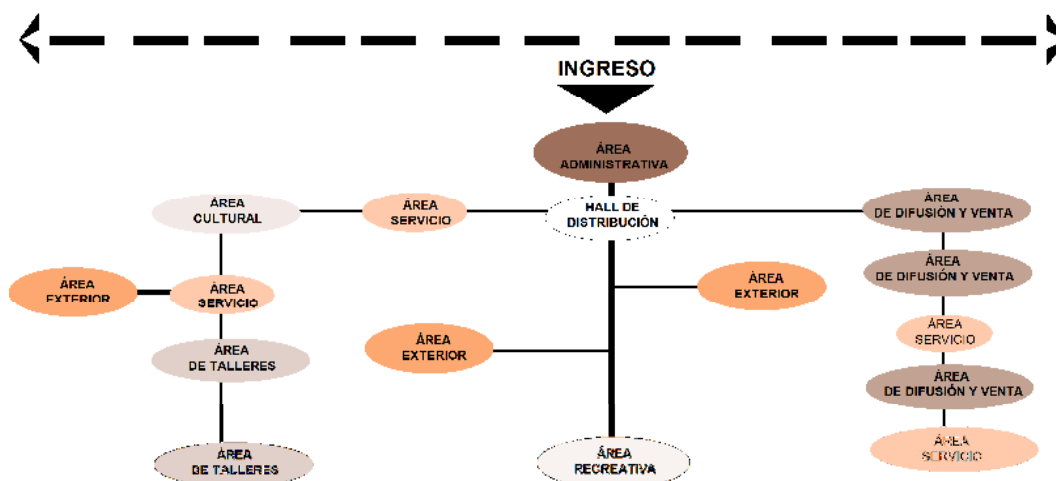 INGRESO
ÁREA
ADMINISTRATIVA
ÁREA
CULTURAL
ÁREA
SERVICIO
HALL DE
DISTRIBUCIÓN
ÁREA
DE DIFUSIÓN Y VENTA
ÁREA
DE DIFUSIÓN Y VENTA
ÁREA
EXTERIOR
ÁREA
SERVICIO
ÁREA
EXTERIOR
ÁREA
SERVICIO
ÁREA
EXTERIOR
ÁREA
DE TALLERES
ÁREA
DE DIFUSIÓN Y VENTA
ÁREA
DE TALLERES
ÁREA
RECREATIVA
ÁREA
SERVICIO